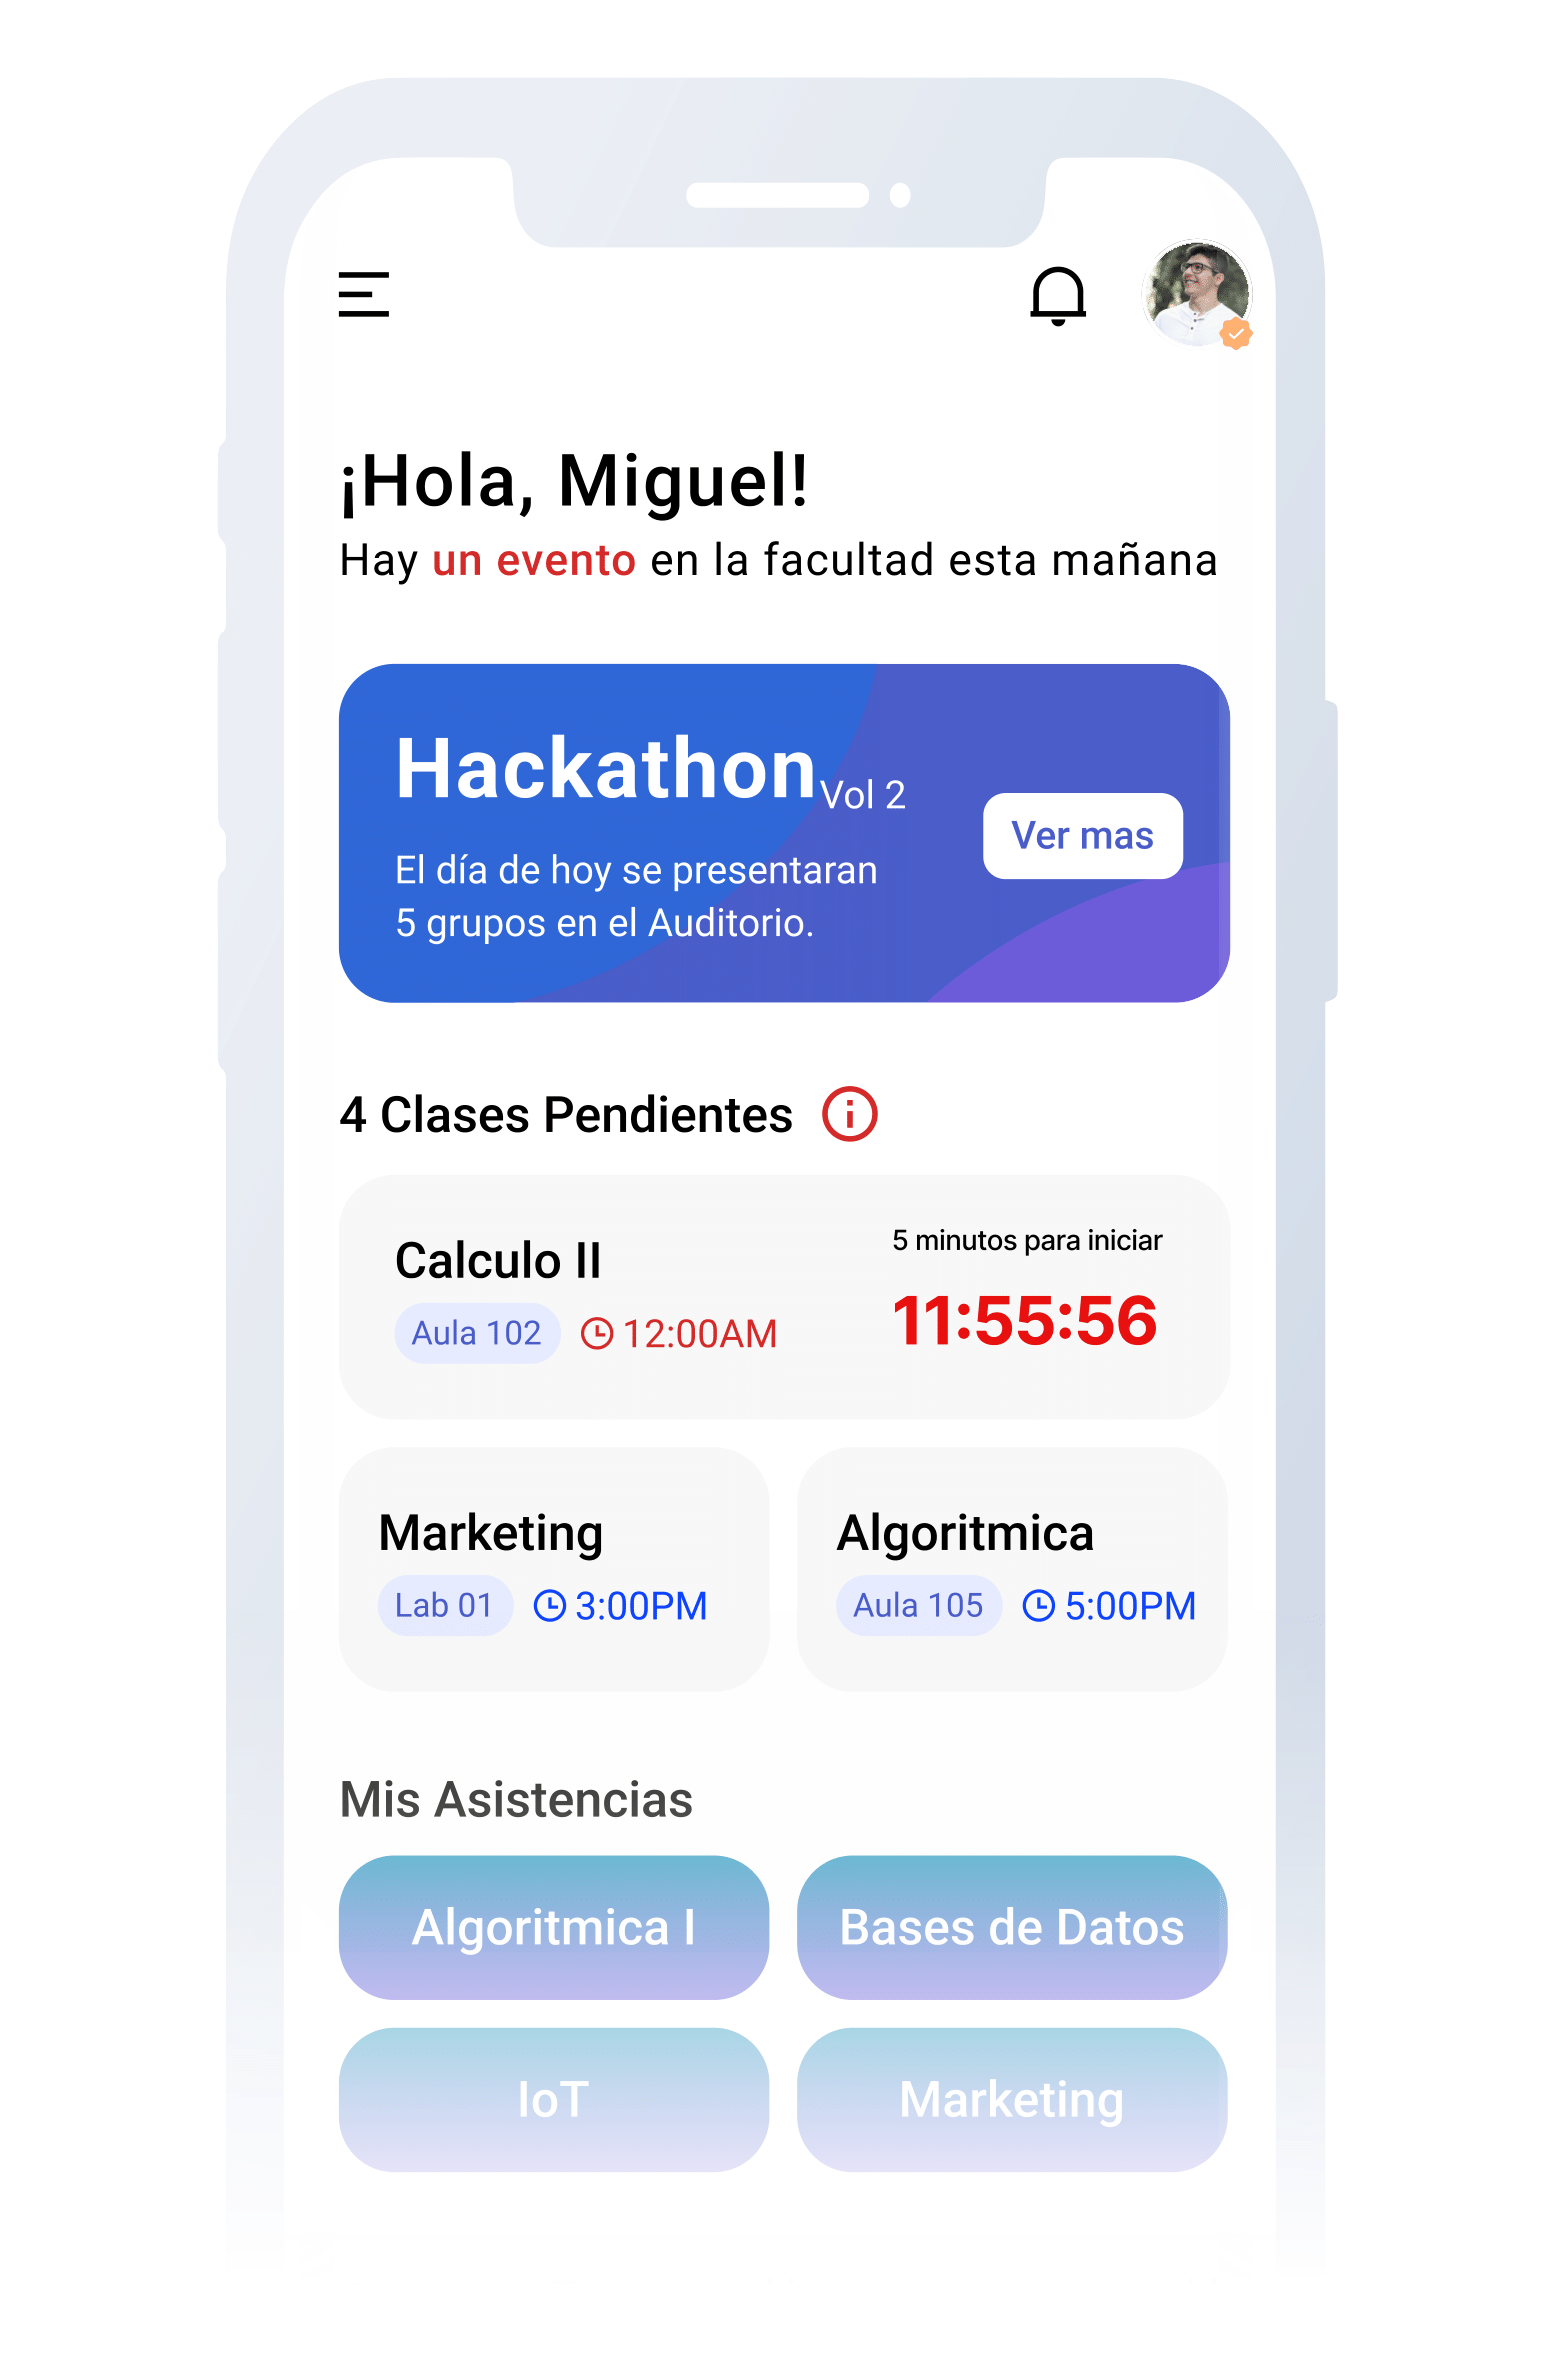 ¡Hola, Miguel!
Hay un evento en la facultad esta mañana
Hackathon Vol 2
El día de hoy se presentaran
5 grupos en el Auditorio.
Ver mas
4 Clases Pendientes
Calculo II
Aula 102 12:00AM
5 minutos para iniciar
11:55:56
Marketing
Lab 01 3:00PM
Algoritmica
Aula 105 5:00PM
Mis Asistencias
Algoritmica I
Bases de Datos
IoT
Marketing